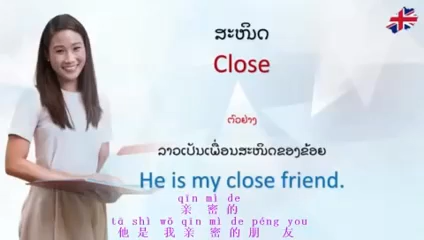 ສະໜິດ
Close
ຕົວຢ່າງ
ລາວເປັນເພື່ອນສະໜິດຂອງຂ້ອຍ
He is my close friend.
qīn mì de
亲 密 的
tā shì wǒ qīn mì de péng you
他 是 我 亲 密 的 朋 友